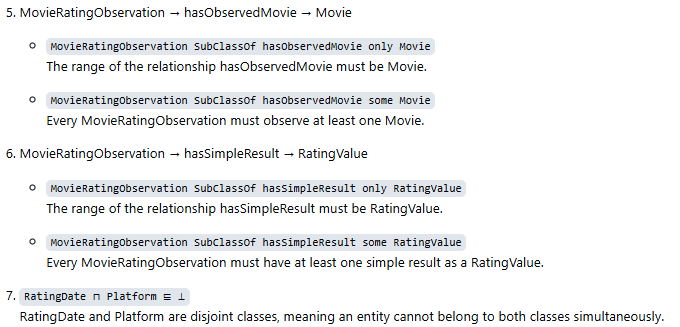 5. MovieRatingObservation → hasObservedMovie → Movie
MovieRatingObservation SubClassOf hasObservedMovie only Movie
The range of the relationship hasObservedMovie must be Movie.
MovieRatingObservation SubClassOf hasObservedMovie some Movie
Every MovieRatingObservation must observe at least one Movie.
6. MovieRatingObservation → hasSimpleResult → RatingValue
MovieRatingObservation SubClassOf hasSimpleResult only RatingValue
The range of the relationship hasSimpleResult must be RatingValue.
MovieRatingObservation SubClassOf hasSimpleResult some RatingValue
Every MovieRatingObservation must have at least one simple result as a RatingValue.
7. RatingDate ⊓ Platform ⊑ ⊥
RatingDate and Platform are disjoint classes, meaning an entity cannot belong to both classes simultaneously.